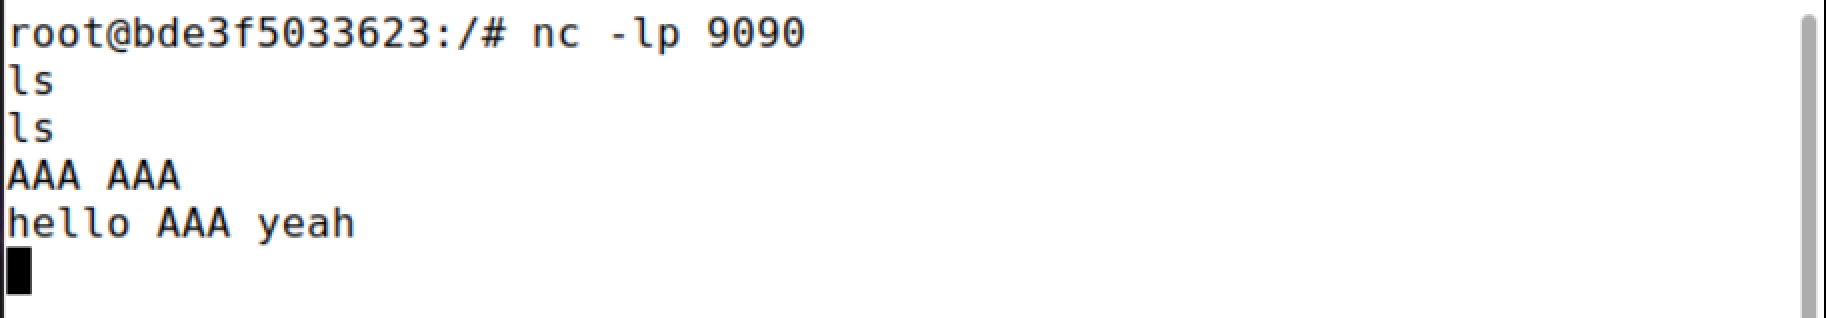 root@bde3f5033623:/# nc -lp 9090
ls
ls
AAA AAA
hello AAA yeah